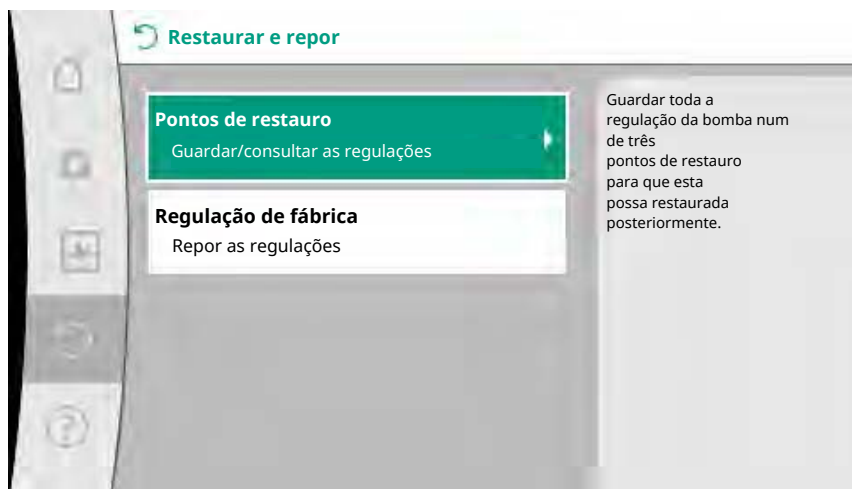 Restaurar e repor
Pontos de restauro
Guardar/consultar as regulações
Regulação de fábrica
Repor as regulações
Guardar toda a
regulação da bomba num
de três
pontos de restauro
para que esta
possa restaurada
posteriormente.